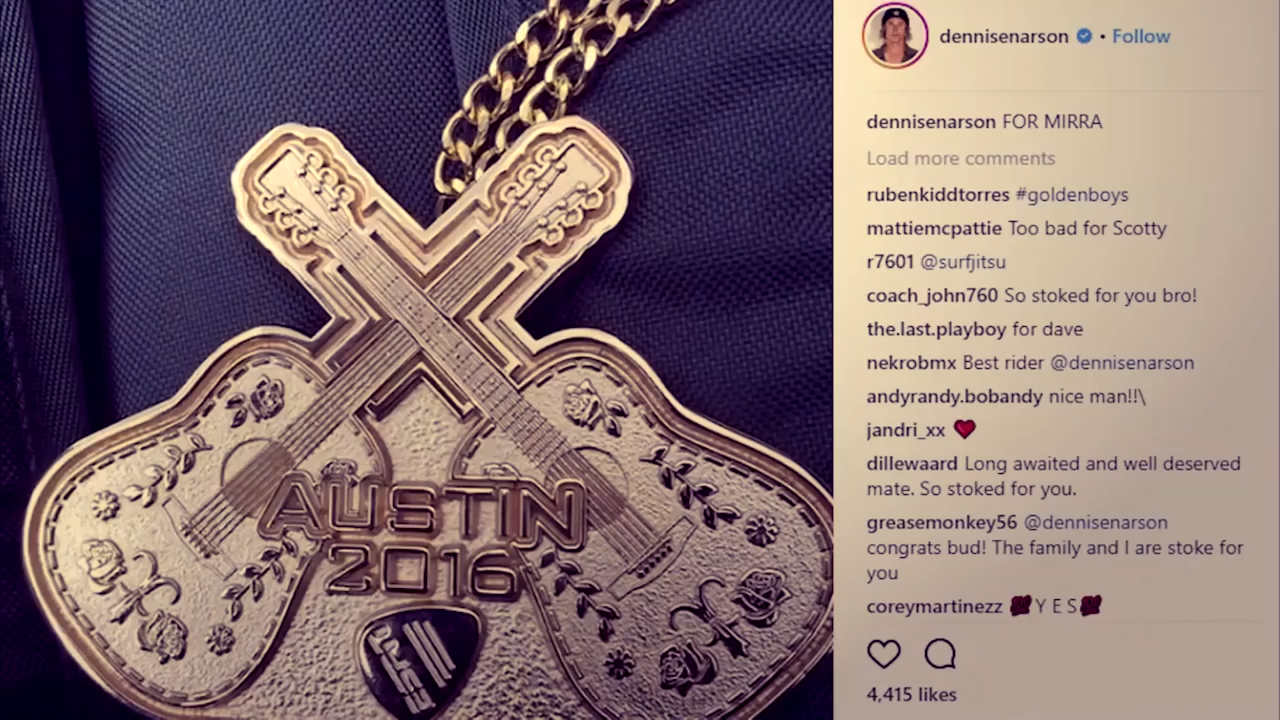 AUSTIN
2016
dennisenarson • Follow
dennisenarson FOR MIRRA
Load more comments
rubenkiddtorres #goldenboys
mattiemcpattie Too bad for Scotty
r7601 @surfjitsu
coach_john760 So stoked for you bro!
the.last.playboy for dave
nekrobmx Best rider @dennisenarson
andyrandy.bobandy nice man!!\
jandri_xx ❤
dillewaard Long awaited and well deserved
mate. So stoked for you.
greasemonkey56 @dennisenarson
congrats bud! The family and I are stoke for
you
coreymartinezz 💯 Y E S 💯
4,415 likes